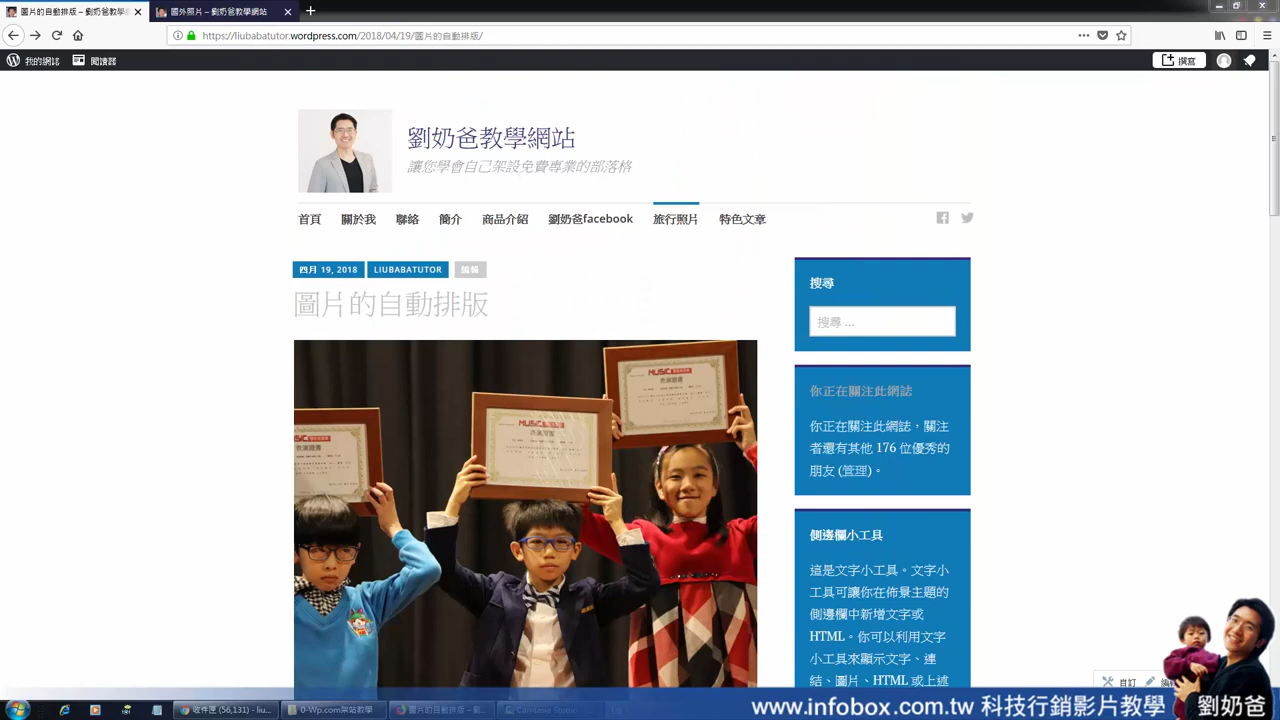 圖片的自動排版 – 劉奶爸教學網
國外照片 – 劉奶爸教學網站
https://liubabatutor.wordpress.com/2018/04/19/圖片的自動排版/
我的網誌
閱讀器
撰寫
劉奶爸教學網站
讓您學會自己架設免費專業的部落格
首頁
關於我
聯絡
簡介
商品介紹
劉奶爸facebook
旅行照片
特色文章
四月 19, 2018
LIUBABATUTOR
編輯
圖片的自動排版
搜尋
搜尋 ...
你正在關注此網誌
你正在關注此網誌，關注
者還有其他 176 位優秀的
朋友 (管理)。
側邊欄小工具
這是文字小工具。文字小
工具可讓你在佈景主題的
側邊欄中新增文字或
HTML。你可以利用文字
小工具來顯示文字、連
結、圖片、HTML 或上述
自訂
收件匣 (56,131) - liu...
0-Wp.com架站教學
圖片的自動排版 – 劉...
Camtasia Studio
www.infobox.com.tw 科技行銷影片教學
劉奶爸